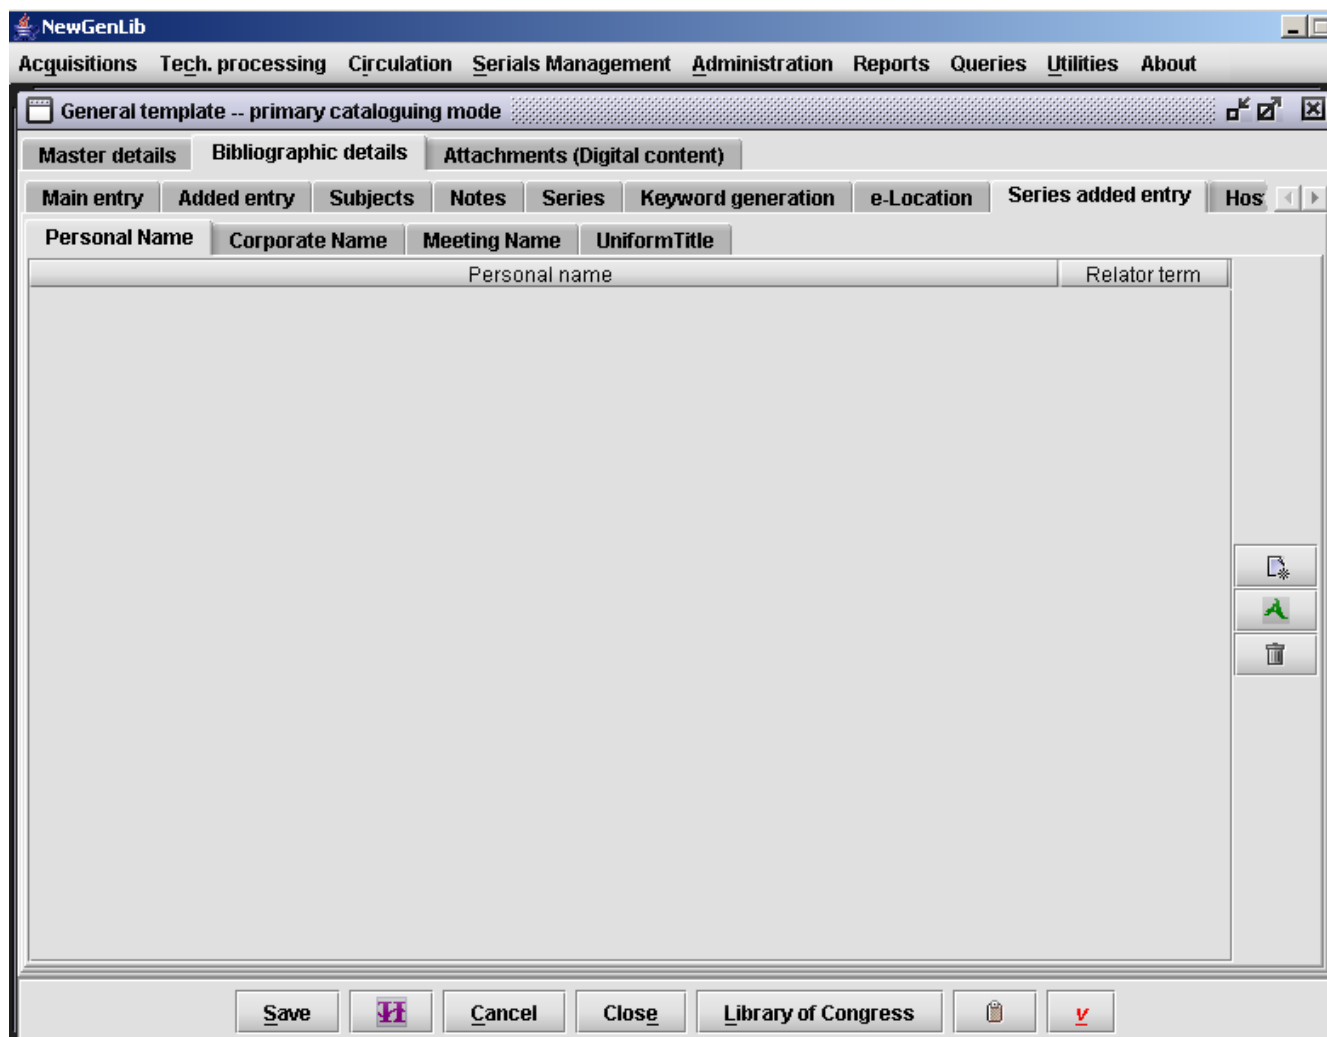 NewGenLib
Acquisitions Tech. processing Circulation Serials Management Administration Reports Queries Utilities About
General template -- primary cataloguing mode
Master details Bibliographic details Attachments (Digital content)
Main entry Added entry Subjects Notes Series Keyword generation e-Location Series added entry Hos
Personal Name Corporate Name Meeting Name UniformTitle
Personal name Relator term
Save Cancel Close Library of Congress v